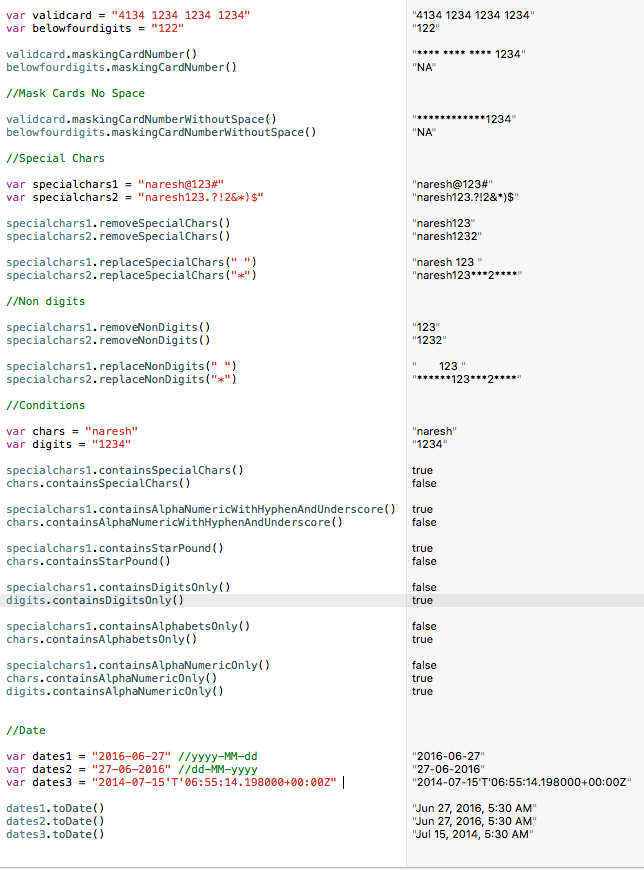 var validcard = "4134 1234 1234 1234" "4134 1234 1234 1234"
var belowfourdigits = "122" "122"
validcard.maskingCardNumber() "**** **** **** 1234"
belowfourdigits.maskingCardNumber() "NA"
//Mask Cards No Space
validcard.maskingCardNumberWithoutSpace() "************1234"
belowfourdigits.maskingCardNumberWithoutSpace() "NA"
//Special Chars
var specialchars1 = "naresh@123#" "naresh@123#"
var specialchars2 = "naresh123.?!2&*)$" "naresh123.?!2&*)$"
specialchars1.removeSpecialChars() "naresh123"
specialchars2.removeSpecialChars() "naresh1232"
specialchars1.replaceSpecialChars(" ") "naresh 123 "
specialchars2.replaceSpecialChars("*") "naresh123***2****"
//Non digits
specialchars1.removeNonDigits() "123"
specialchars2.removeNonDigits() "1232"
specialchars1.replaceNonDigits(" ") "       123 "
specialchars2.replaceNonDigits("*") "******123***2****"
//Conditions
var chars = "naresh" "naresh"
var digits = "1234" "1234"
specialchars1.containsSpecialChars() true
chars.containsSpecialChars() false
specialchars1.containsAlphaNumericWithHyphenAndUnderscore() true
chars.containsAlphaNumericWithHyphenAndUnderscore() false
specialchars1.containsStarPound() true
chars.containsStarPound() false
specialchars1.containsDigitsOnly() false
digits.containsDigitsOnly() true
specialchars1.containsAlphabetsOnly() false
chars.containsAlphabetsOnly() true
specialchars1.containsAlphaNumericOnly() false
chars.containsAlphaNumericOnly() true
digits.containsAlphaNumericOnly() true
//Date
var dates1 = "2016-06-27" //yyyy-MM-dd "2016-06-27"
var dates2 = "27-06-2016" //dd-MM-yyyy "27-06-2016"
var dates3 = "2014-07-15'T'06:55:14.198000+00:00Z" "2014-07-15'T'06:55:14.198000+00:00Z"
dates1.toDate() "Jun 27, 2016, 5:30 AM"
dates2.toDate() "Jun 27, 2016, 5:30 AM"
dates3.toDate() "Jul 15, 2014, 5:30 AM"